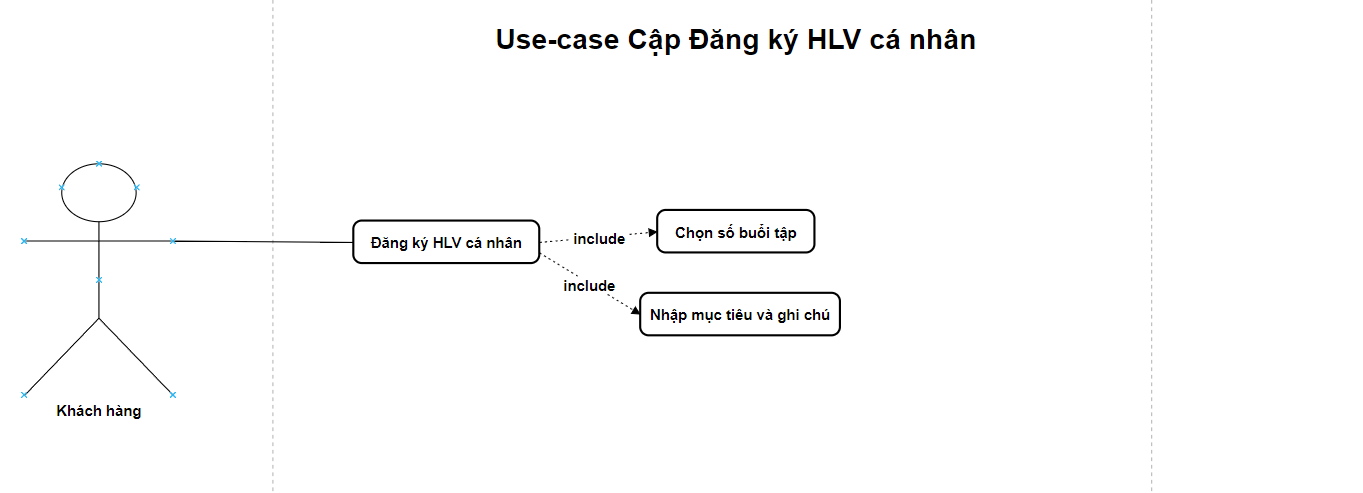 Use-case Cập Đăng ký HLV cá nhân
Đăng ký HLV cá nhân
include
Chọn số buổi tập
include
Nhập mục tiêu và ghi chú
Khách hàng